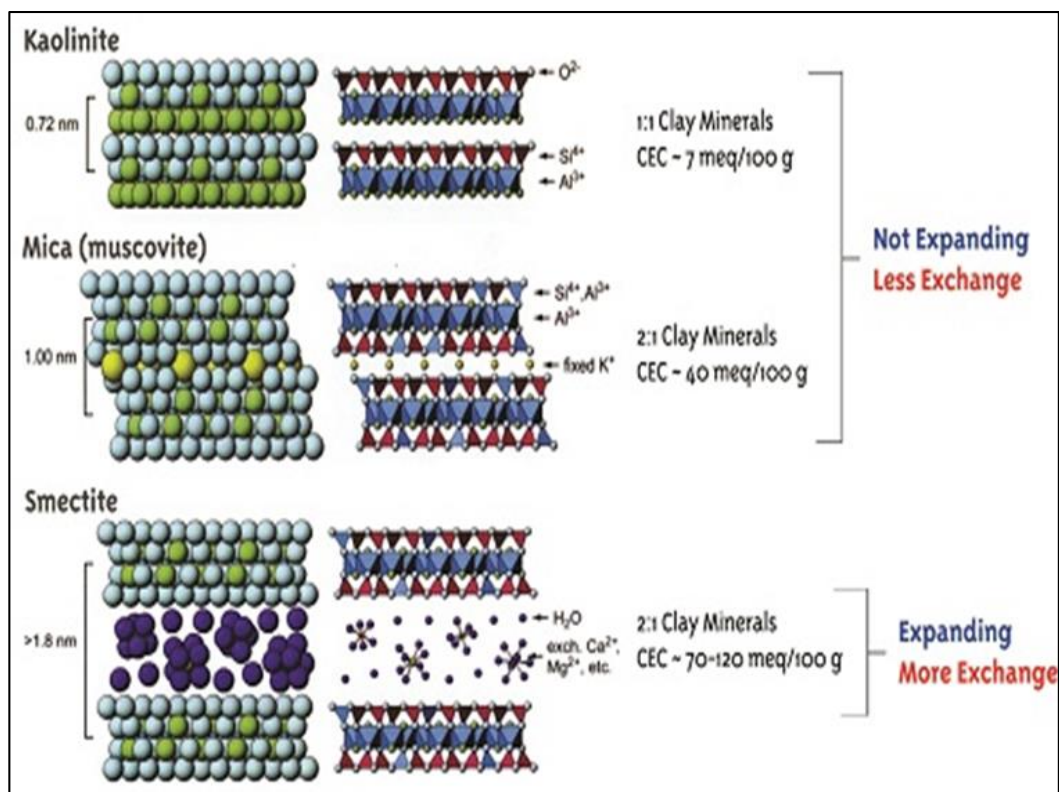 Kaolinite
0.72 nm
O²⁻
Si⁴⁺
Al³⁺
1:1 Clay Minerals
CEC ~ 7 meq/100 g
Mica (muscovite)
1.00 nm
Si⁴⁺,Al³⁺
Al³⁺
fixed K⁺
2:1 Clay Minerals
CEC ~ 40 meq/100 g
Not Expanding
Less Exchange
Smectite
>1.8 nm
H₂O
exch. Ca²⁺,
Mg²⁺, etc.
2:1 Clay Minerals
CEC ~ 70-120 meq/100 g
Expanding
More Exchange